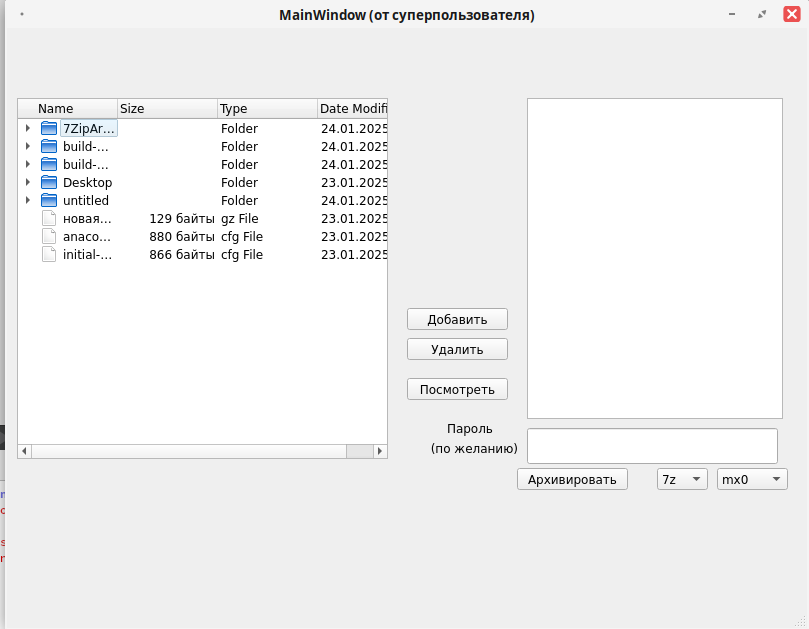 MainWindow (от суперпользователя)
Name Size Type Date Modifi
7ZipAr... Folder 24.01.2025
build-... Folder 24.01.2025
build-... Folder 24.01.2025
Desktop Folder 23.01.2025
untitled Folder 24.01.2025
новая... 129 байты gz File 23.01.2025
anaco... 880 байты cfg File 23.01.2025
initial-... 866 байты cfg File 23.01.2025
Добавить
Удалить
Посмотреть
Пароль
(по желанию)
Архивировать 7z mx0